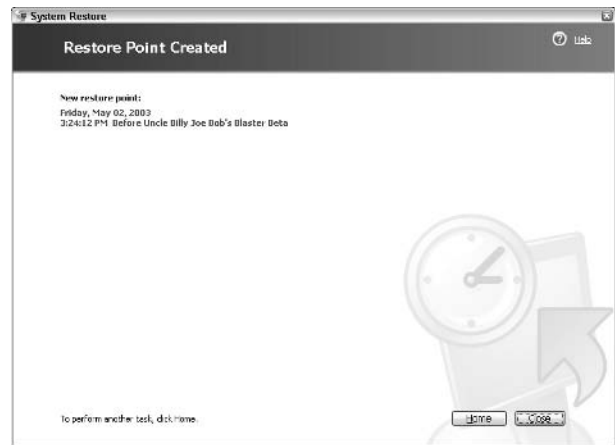 System Restore
Restore Point Created
Help
New restore point:
Friday, May 02, 2003
3:24:12 PM Before Uncle Billy Joe Bob's Blaster Beta
To perform another task, click Home.
Home
Close